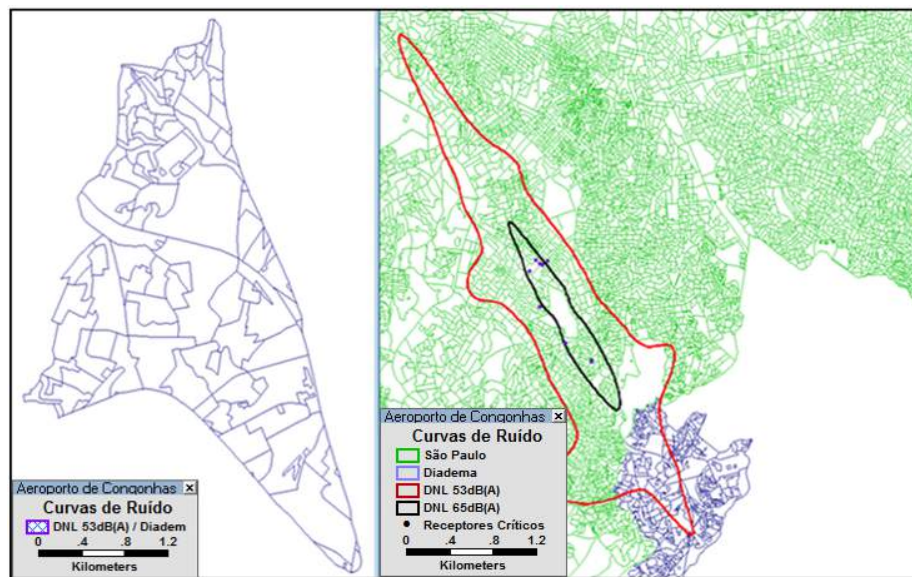 Aeroporto de Congonhas
Curvas de Ruído
DNL 53dB(A) / Diadem
0 .4 .8 1.2
Kilometers
Aeroporto de Congonhas
Curvas de Ruído
São Paulo
Diadema
DNL 53dB(A)
DNL 65dB(A)
Receptores Críticos
0 .4 .8 1.2
Kilometers